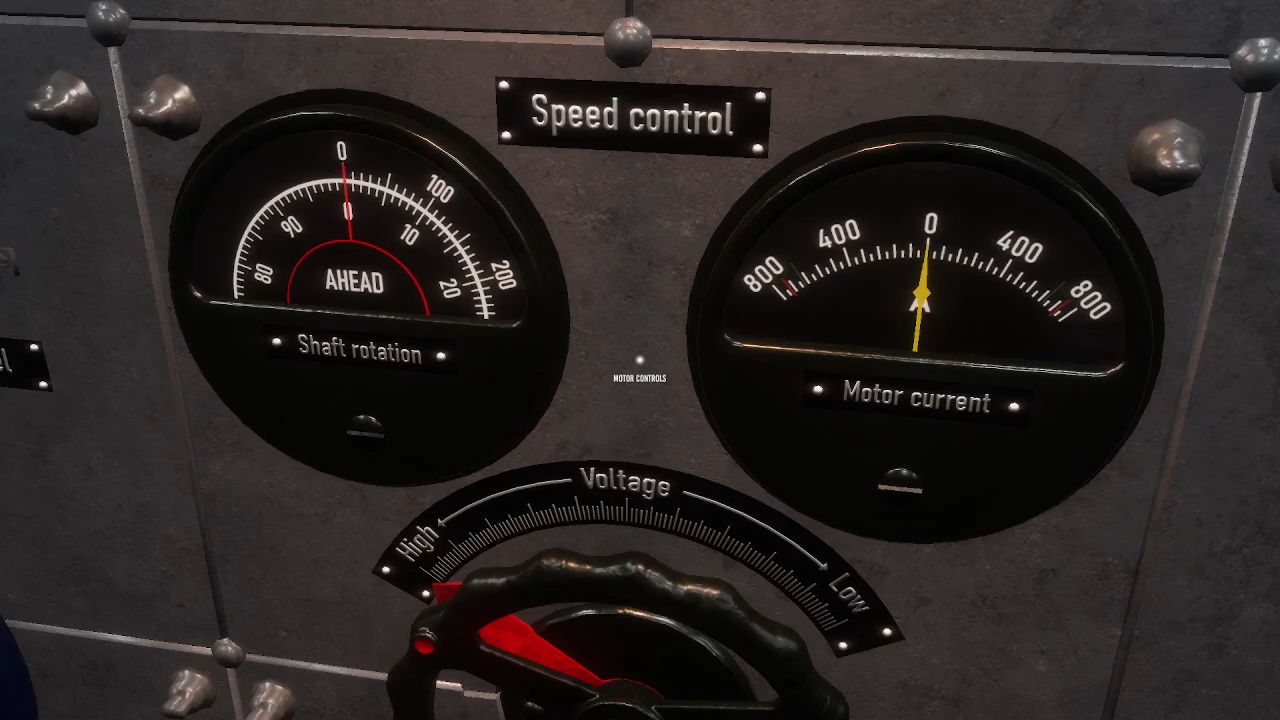 Speed control
0
100
200
0
90
10
80
20
AHEAD
Shaft rotation
0
400
400
800
800
A
Motor current
MOTOR CONTROLS
Voltage
High
Low